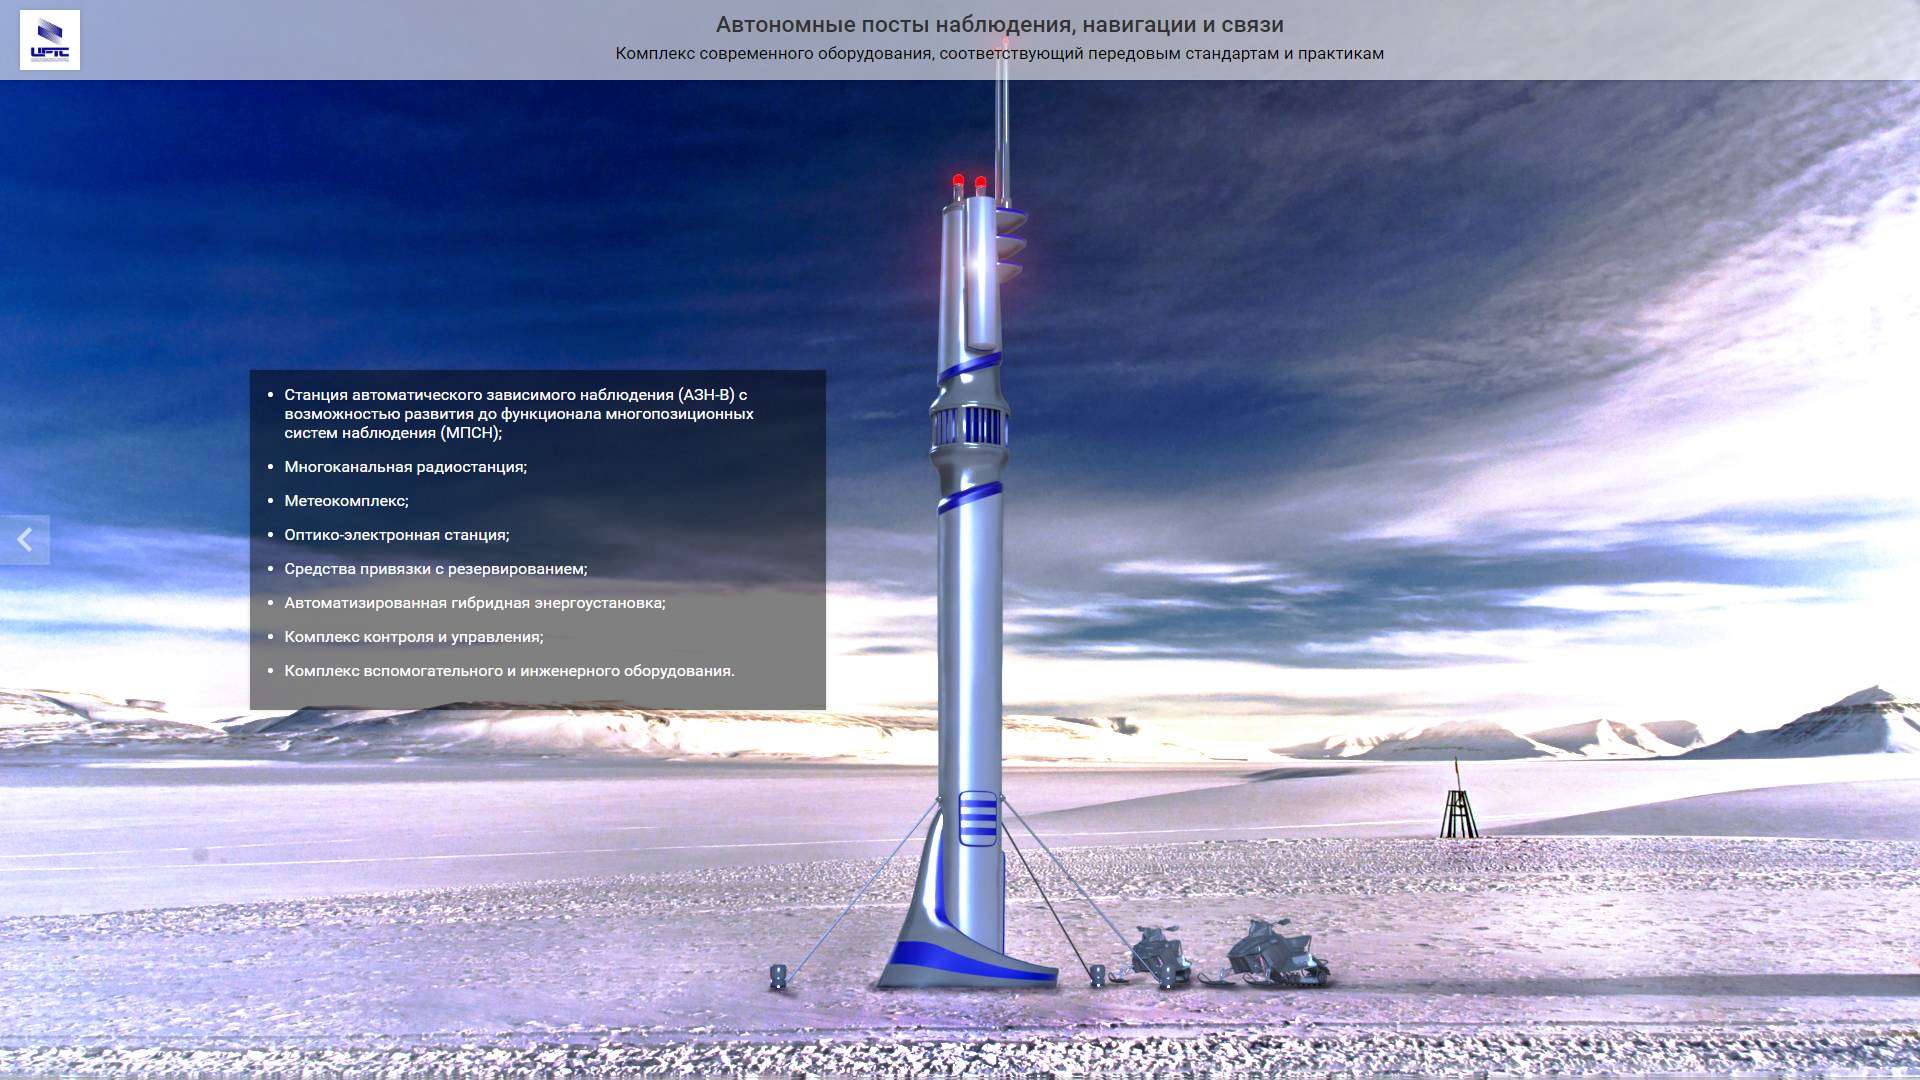 UFTC
Автономные посты наблюдения, навигации и связи
Комплекс современного оборудования, соответствующий передовым стандартам и практикам
• Станция автоматического зависимого наблюдения (АЗН-В) с
возможностью развития до функционала многопозиционных
систем наблюдения (МПСН);
• Многоканальная радиостанция;
• Метеокомплекс;
• Оптико-электронная станция;
• Средства привязки с резервированием;
• Автоматизированная гибридная энергоустановка;
• Комплекс контроля и управления;
• Комплекс вспомогательного и инженерного оборудования.